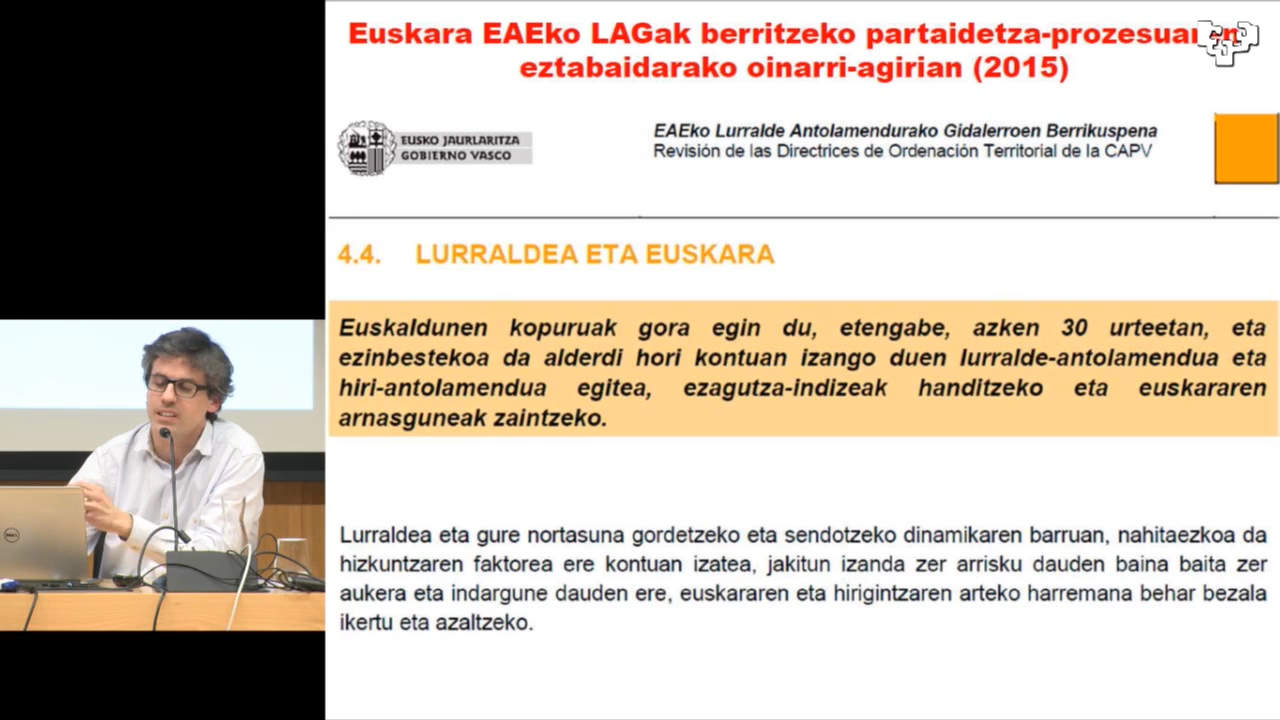 Euskara EAEko LAGak berritzeko partaidetza-prozesuaren
eztabaidarako oinarri-agirian (2015)
EUSKO JAURLARITZA
GOBIERNO VASCO
EAEko Lurralde Antolamendurako Gidalerroen Berrikuspena
Revisión de las Directrices de Ordenación Territorial de la CAPV
4.4. LURRALDEA ETA EUSKARA
Euskaldunen kopuruak gora egin du, etengabe, azken 30 urteetan, eta
ezinbestekoa da alderdi hori kontuan izango duen lurralde-antolamendua eta
hiri-antolamendua egitea, ezagutza-indizeak handitzeko eta euskararen
arnasguneak zaintzeko.
Lurraldea eta gure nortasuna gordetzeko eta sendotzeko dinamikaren barruan, nahitaezkoa da
hizkuntzaren faktorea ere kontuan izatea, jakitun izanda zer arrisku dauden baina baita zer
aukera eta indargune dauden ere, euskararen eta hirigintzaren arteko harremana behar bezala
ikertu eta azaltzeko.
DELL